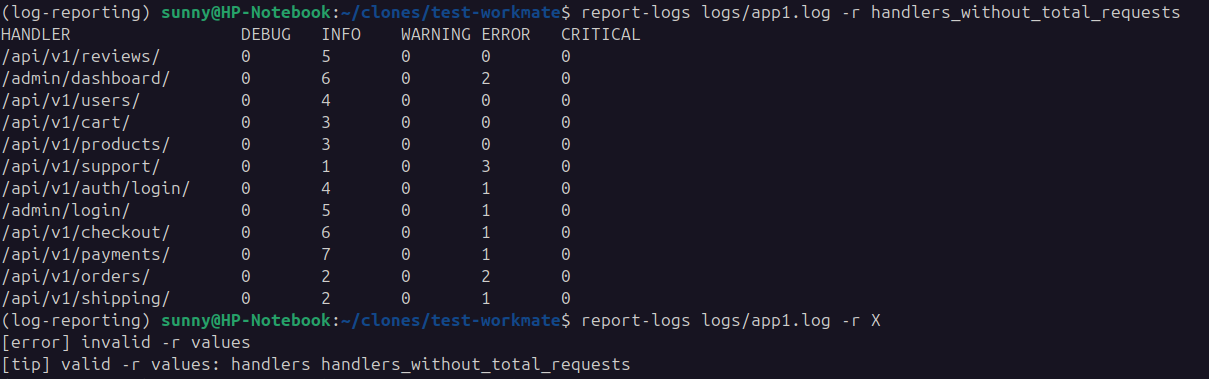 (log-reporting) sunny@HP-Notebook:~/clones/test-workmate$ report-logs logs/app1.log -r handlers_without_total_requests
HANDLER                 DEBUG   INFO    WARNING ERROR   CRITICAL
/api/v1/reviews/        0       5       0       0       0
/admin/dashboard/       0       6       0       2       0
/api/v1/users/          0       4       0       0       0
/api/v1/cart/           0       3       0       0       0
/api/v1/products/       0       3       0       0       0
/api/v1/support/        0       1       0       3       0
/api/v1/auth/login/     0       4       0       1       0
/admin/login/           0       5       0       1       0
/api/v1/checkout/       0       6       0       1       0
/api/v1/payments/       0       7       0       1       0
/api/v1/orders/         0       2       0       2       0
/api/v1/shipping/       0       2       0       1       0
(log-reporting) sunny@HP-Notebook:~/clones/test-workmate$ report-logs logs/app1.log -r X
[error] invalid -r values
[tip] valid -r values: handlers handlers_without_total_requests